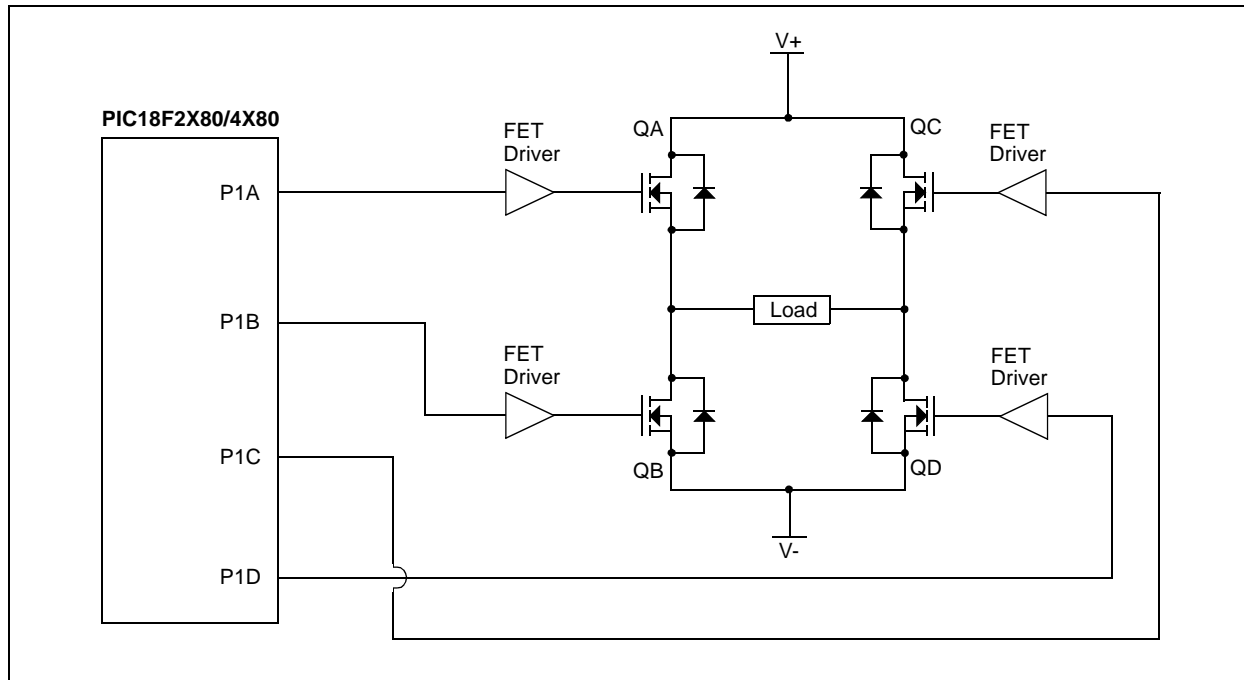 V+
PIC18F2X80/4X80
FET
Driver
QA
QC
FET
Driver
P1A
Load
P1B
FET
Driver
FET
Driver
P1C
QB
QD
V-
P1D